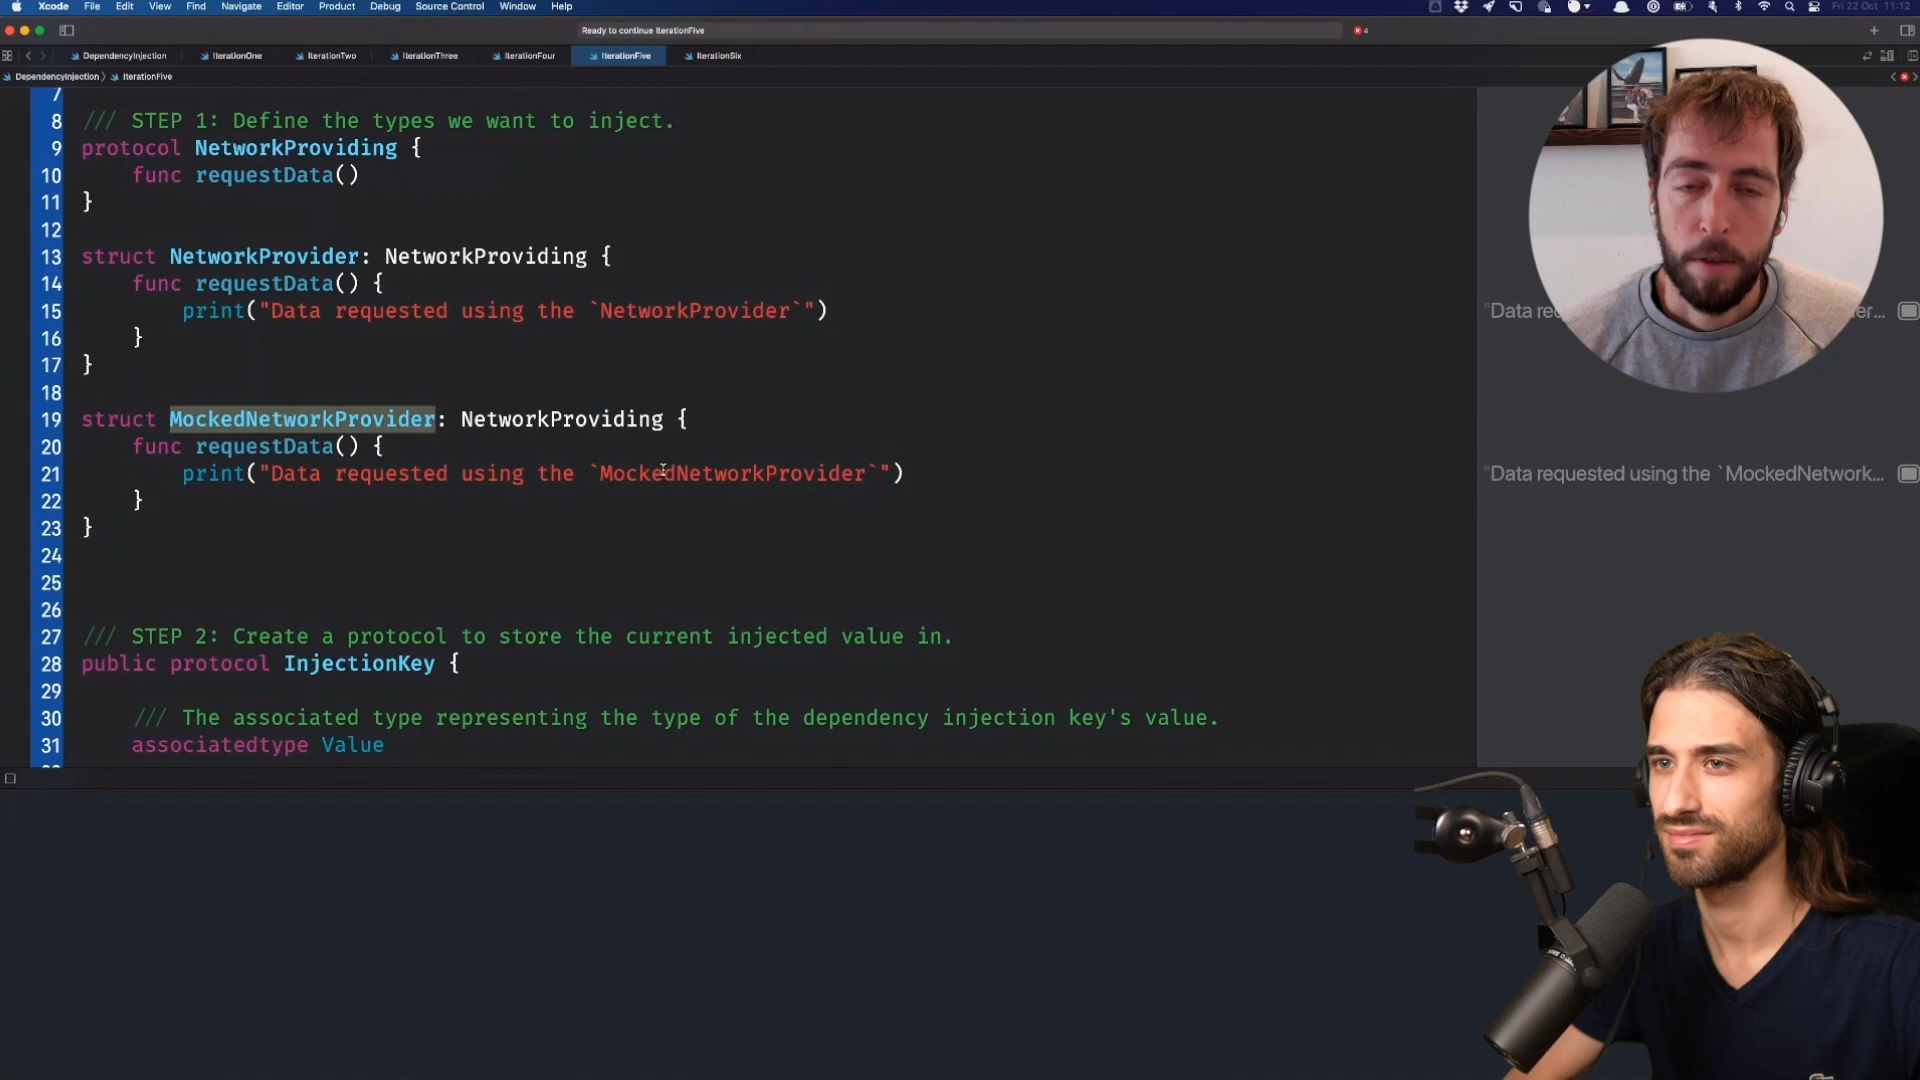 Xcode File Edit View Find Navigate Editor Product Debug Source Control Window Help Fri 22 Oct 11:12
Ready to continue IterationFive 4
DependencyInjection IterationOne IterationTwo IterationThree IterationFour IterationFive IterationSix
DependencyInjection IterationFive
7
8 /// STEP 1: Define the types we want to inject.
9 protocol NetworkProviding {
10 func requestData()
11 }
12
13 struct NetworkProvider: NetworkProviding {
14 func requestData() {
15 print("Data requested using the `NetworkProvider`")
16 }
17 }
18
19 struct MockedNetworkProvider: NetworkProviding {
20 func requestData() {
21 print("Data requested using the `MockedNetworkProvider`")
22 }
23 }
24
25
26
27 /// STEP 2: Create a protocol to store the current injected value in.
28 public protocol InjectionKey {
29
30 /// The associated type representing the type of the dependency injection key's value.
31 associatedtype Value
"Data requested using the `MockedNetwork...